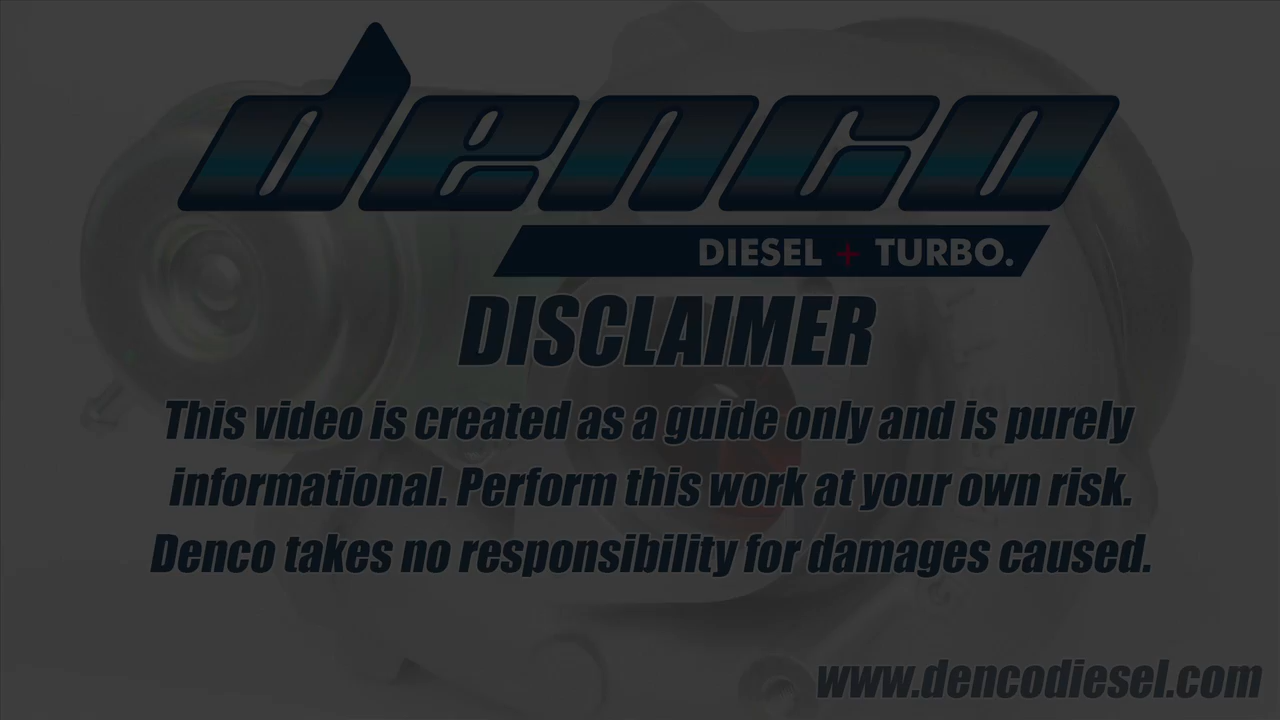 denco
DIESEL + TURBO.
DISCLAIMER
This video is created as a guide only and is purely
informational. Perform this work at your own risk.
Denco takes no responsibility for damages caused.
www.dencodiesel.com